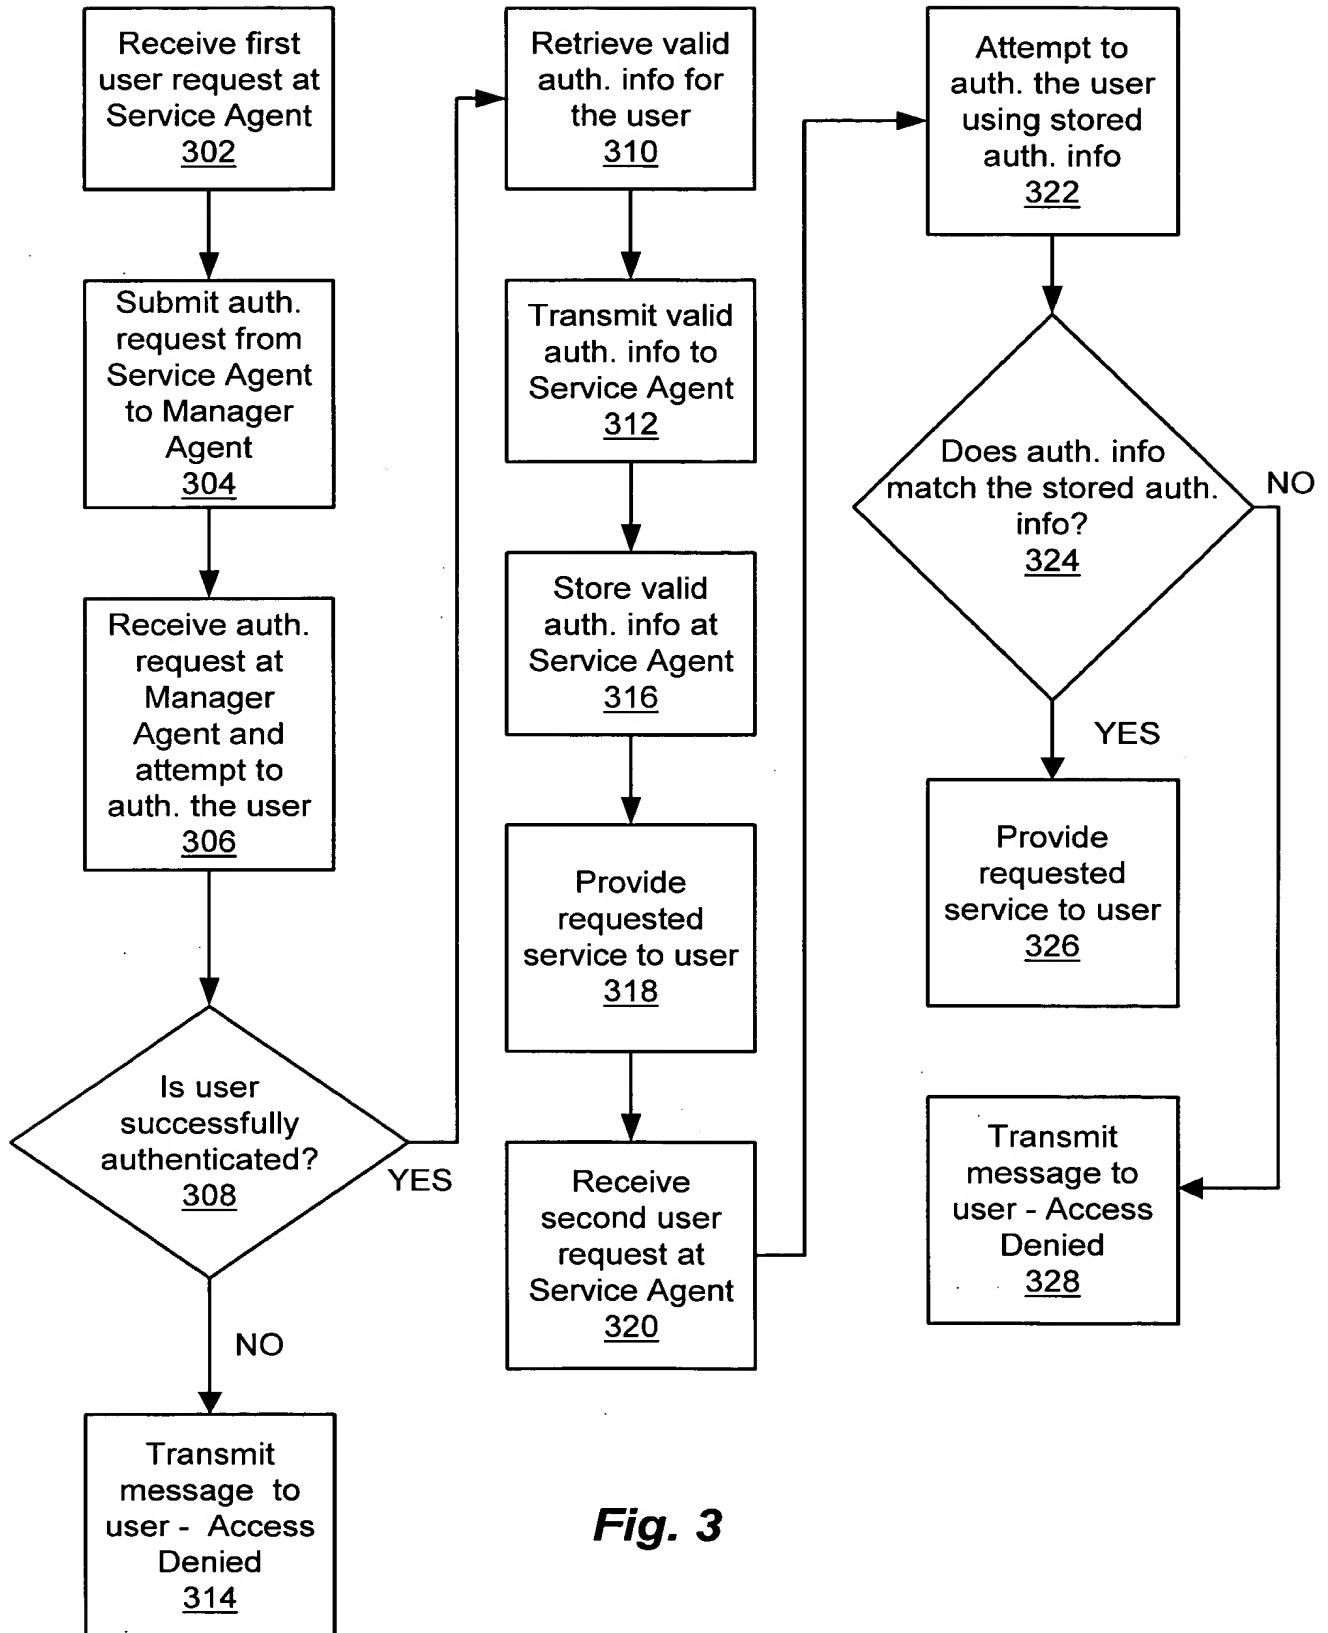 Receive first
user request at
Service Agent
302
Submit auth.
request from
Service Agent
to Manager
Agent
304
Receive auth.
request at
Manager
Agent and
attempt to
auth. the user
306
Is user
successfully
authenticated?
308
YES
NO
Transmit
message to
user - Access
Denied
314
Retrieve valid
auth. info for
the user
310
Transmit valid
auth. info to
Service Agent
312
Store valid
auth. info at
Service Agent
316
Provide
requested
service to user
318
Receive
second user
request at
Service Agent
320
Attempt to
auth. the user
using stored
auth. info
322
Does auth. info
match the stored auth.
info?
324
NO
YES
Provide
requested
service to user
326
Transmit
message to
user - Access
Denied
328
Fig. 3